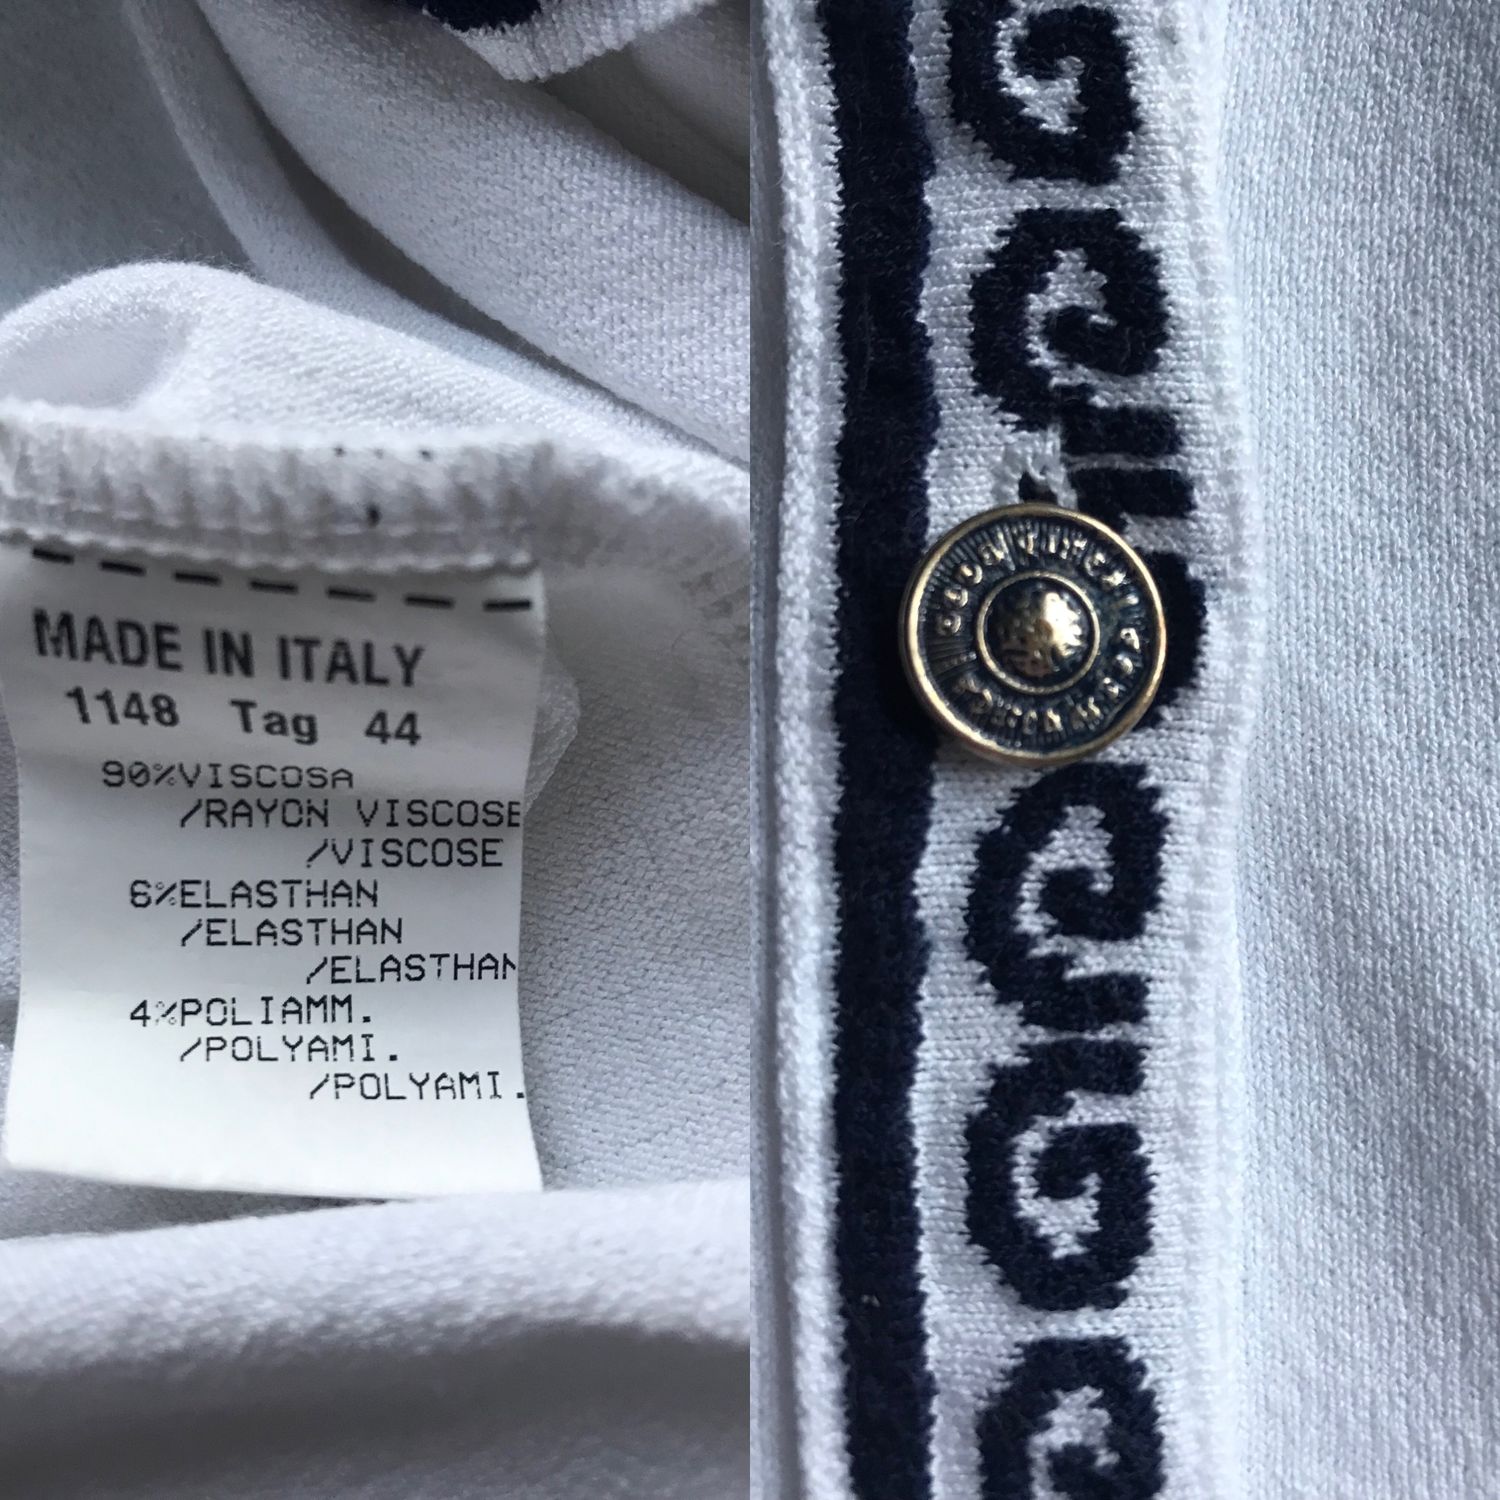 MADE IN ITALY
1148 Tag 44
90%VISCOSA
/RAYON VISCOSE
/VISCOSE
6%ELASTHAN
/ELASTHAN
/ELASTHAN
4%POLIAMM.
/POLYAMI.
/POLYAMI.